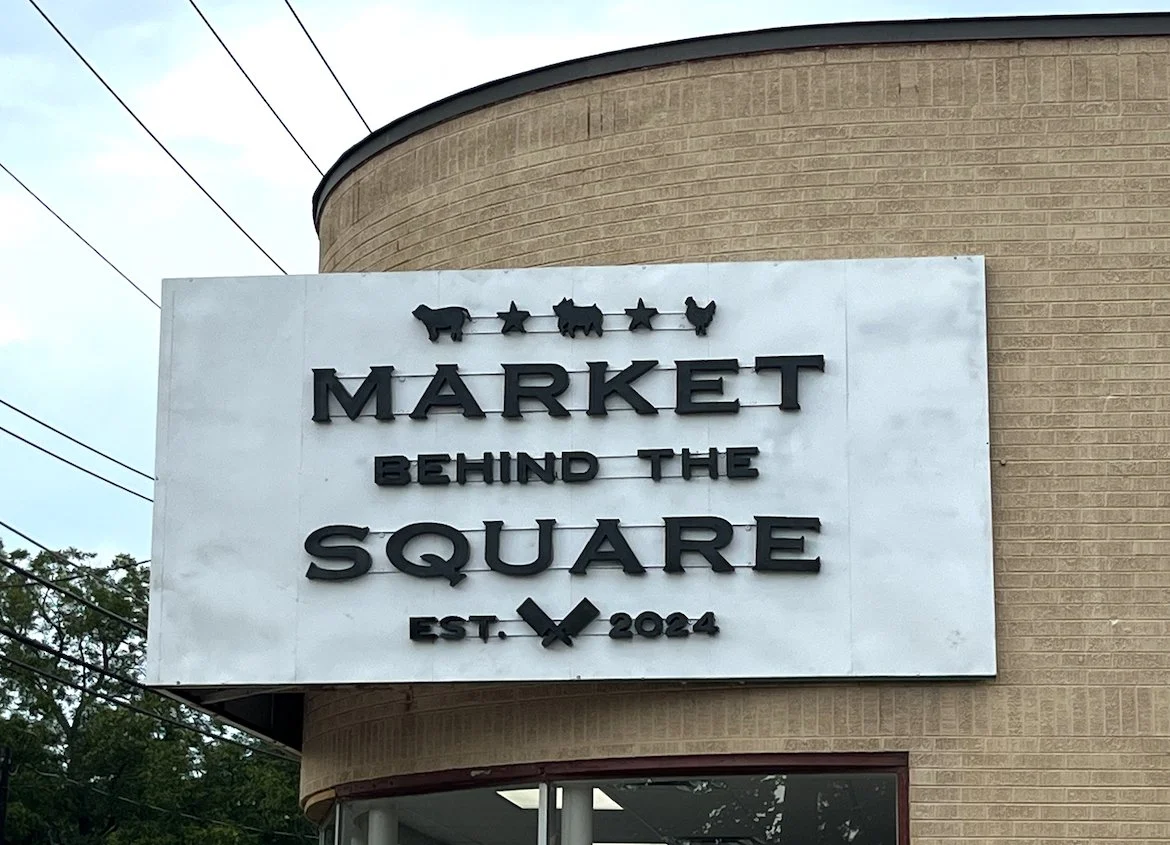 MARKET
BEHIND THE
SQUARE
EST. 2024